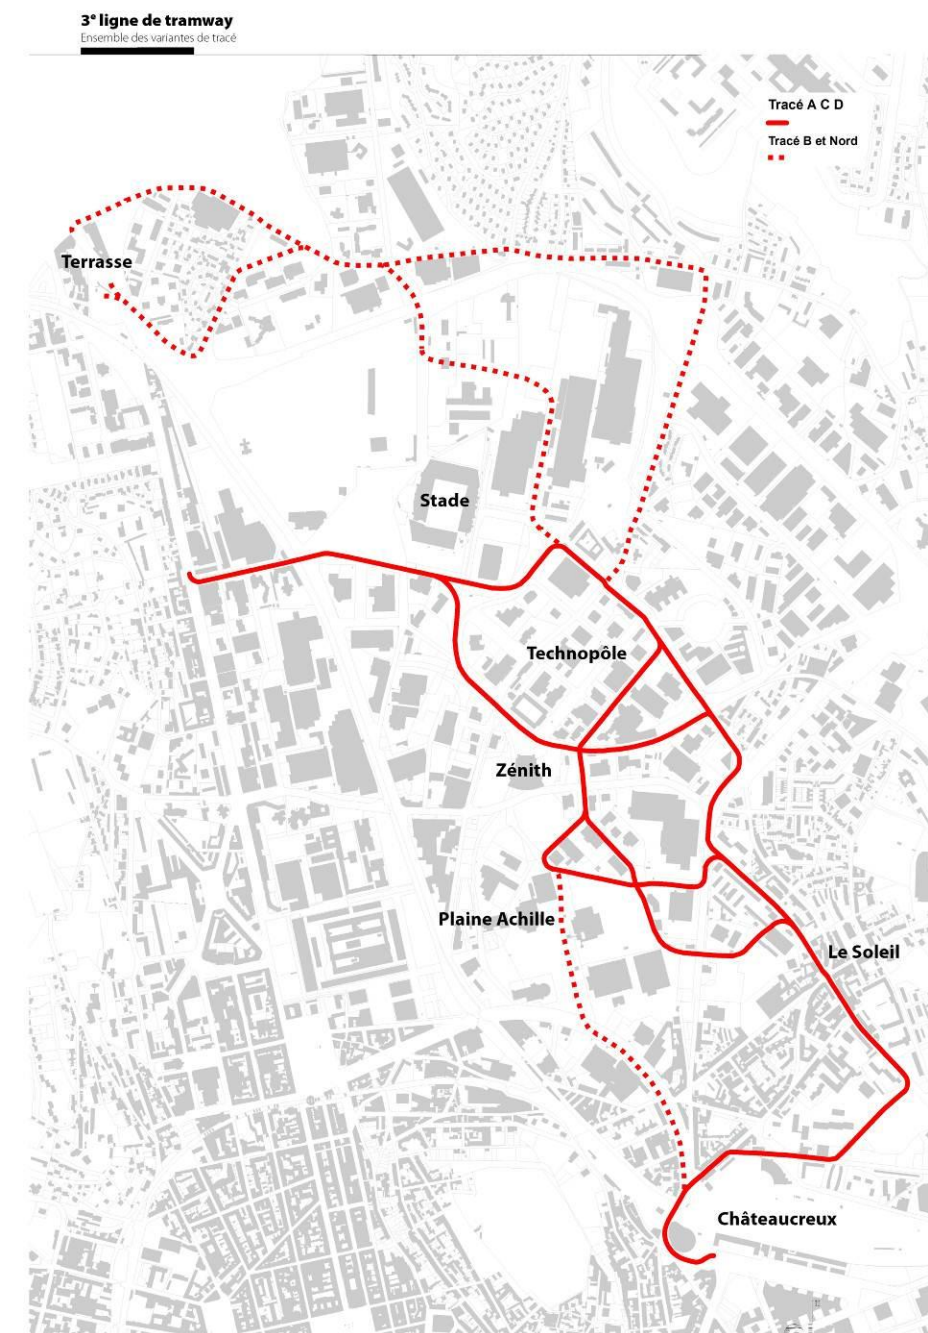 3e ligne de tramway
Ensemble des variantes de tracé
Tracé A C D
Tracé B et Nord
Terrasse
Stade
Technopôle
Zénith
Plaine Achille
Le Soleil
Châteaucreux